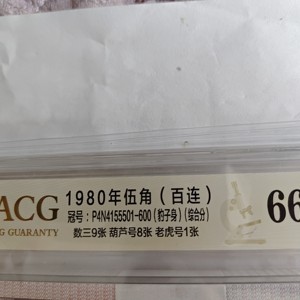 ACG
G GUARANTY
1980年伍角（百连）
冠号：P4N4155501-600（豹子身）（综合分）
数三9张 葫芦号8张 老虎号1张
66